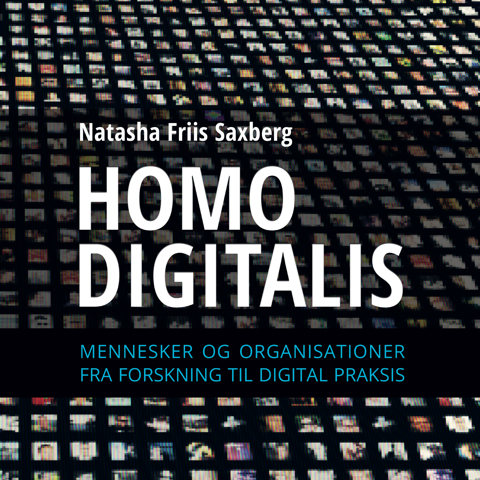 Natasha Friis Saxberg
HOMO
DIGITALIS
MENNESKER OG ORGANISATIONER
FRA FORSKNING TIL DIGITAL PRAKSIS